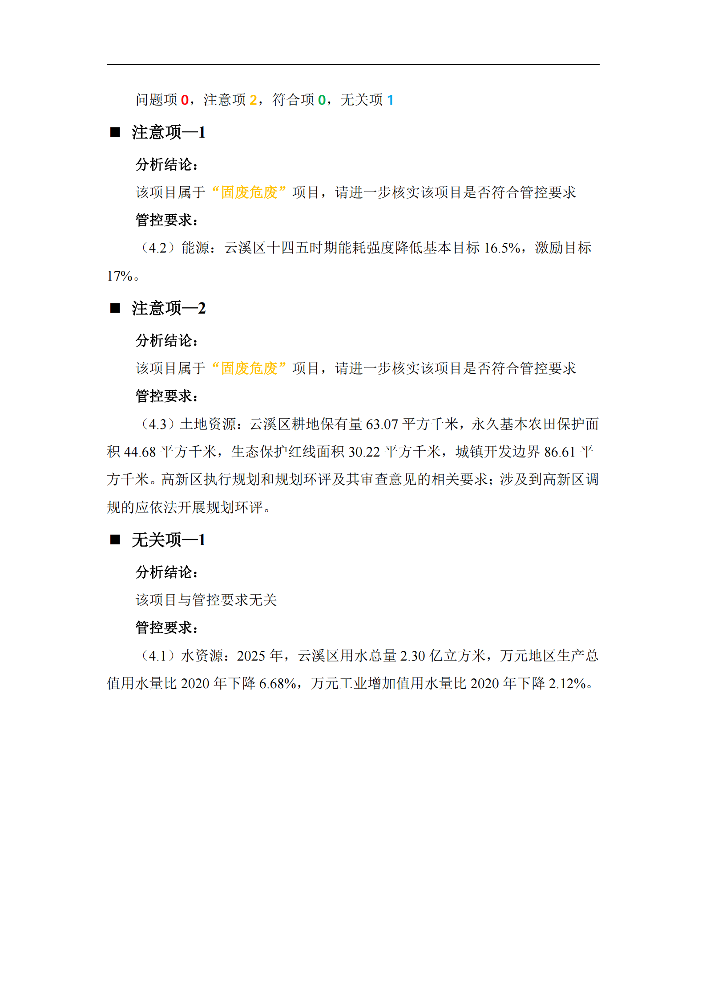 问题项 0，注意项 2，符合项 0，无关项 1
■ 注意项—1
分析结论：
该项目属于“固废危废”项目，请进一步核实该项目是否符合管控要求
管控要求：
（4.2）能源：云溪区十四五时期能耗强度降低基本目标 16.5%，激励目标
17%。
■ 注意项—2
分析结论：
该项目属于“固废危废”项目，请进一步核实该项目是否符合管控要求
管控要求：
（4.3）土地资源：云溪区耕地保有量 63.07 平方千米，永久基本农田保护面
积 44.68 平方千米，生态保护红线面积 30.22 平方千米，城镇开发边界 86.61 平
方千米。高新区执行规划和规划环评及其审查意见的相关要求；涉及到高新区调
规的应依法开展规划环评。
■ 无关项—1
分析结论：
该项目与管控要求无关
管控要求：
（4.1）水资源：2025 年，云溪区用水总量 2.30 亿立方米，万元地区生产总
值用水量比 2020 年下降 6.68%，万元工业增加值用水量比 2020 年下降 2.12%。